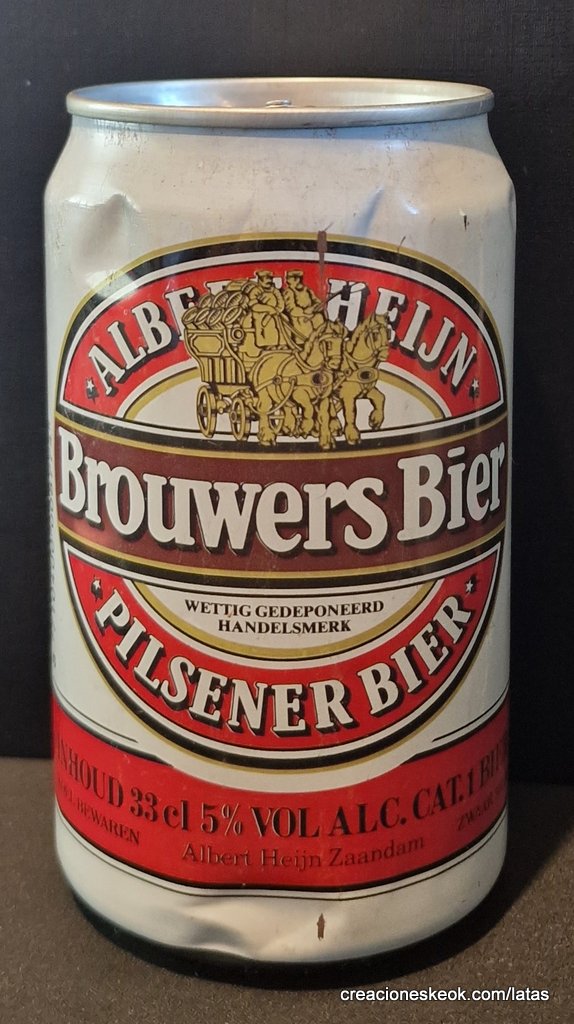 ALBERT HEIJN
Brouwers Bier
WETTIG GEDEPONEERD
HANDELSMERK
PILSENER BIER
INHOUD 33 cl 5% VOL ALC. CAT. 1
BEWAREN
Albert Heijn Zaandam
creacioneskeok.com/latas